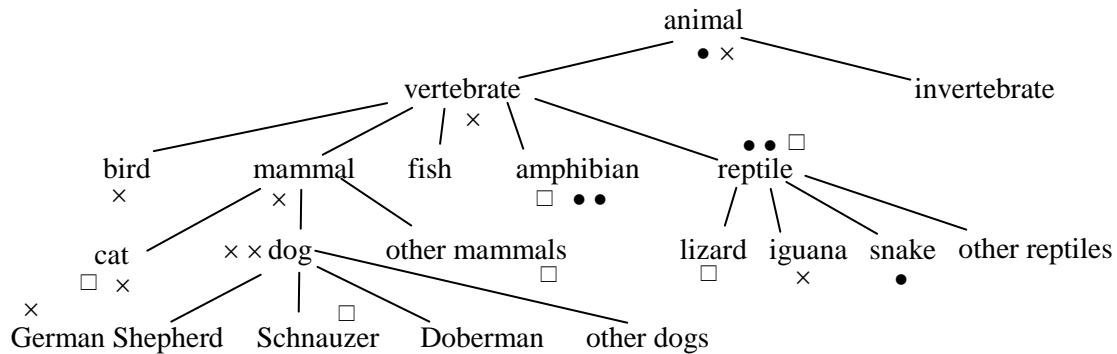 animal
vertebrate invertebrate
bird mammal fish amphibian reptile
cat dog other mammals lizard iguana snake other reptiles
German Shepherd Schnauzer Doberman other dogs